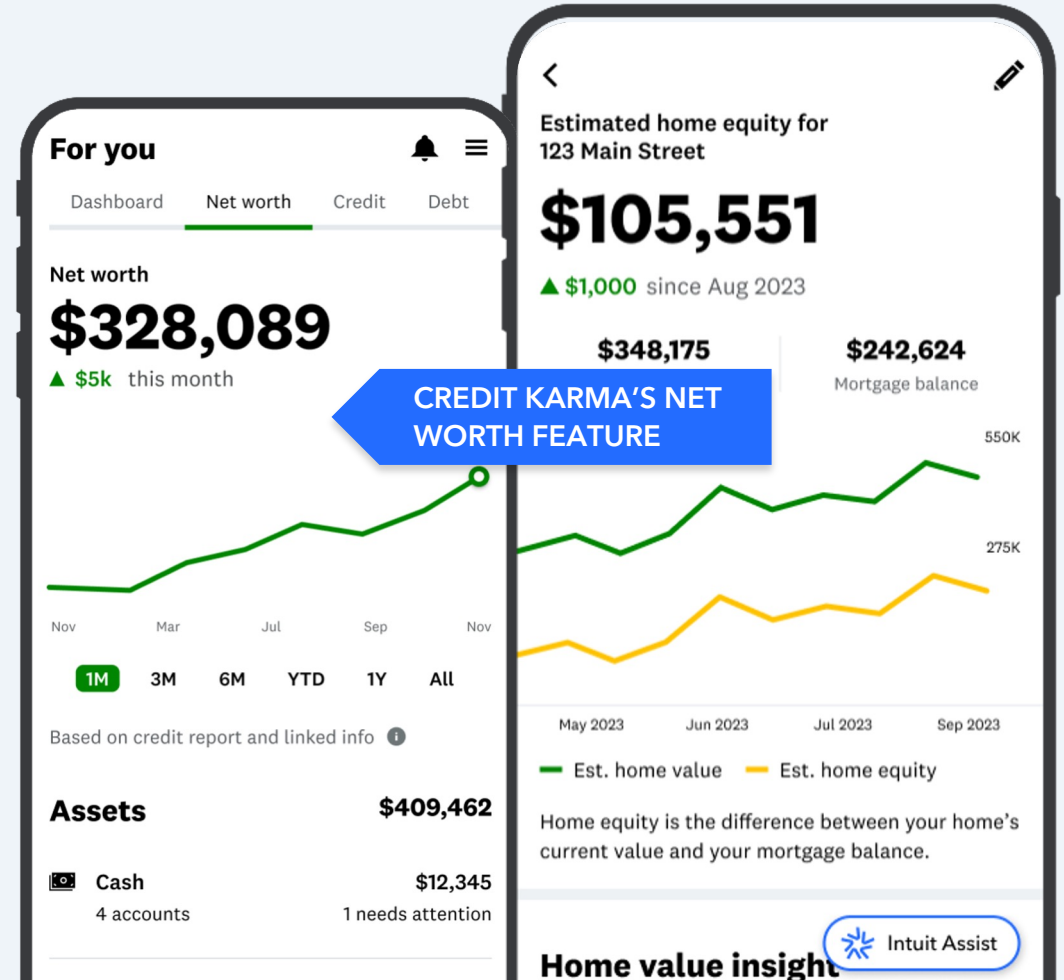 For you
Dashboard Net worth Credit Debt
Net worth
$328,089
$5k this month
Nov Mar Jul Sep Nov
1M 3M 6M YTD 1Y All
Based on credit report and linked info
Assets $409,462
Cash $12,345
4 accounts 1 needs attention
CREDIT KARMA’S NET
WORTH FEATURE
Estimated home equity for
123 Main Street
$105,551
$1,000 since Aug 2023
$348,175 $242,624
Mortgage balance
550K
275K
May 2023 Jun 2023 Jul 2023 Sep 2023
Est. home value Est. home equity
Home equity is the difference between your home’s
current value and your mortgage balance.
Home value insight
Intuit Assist